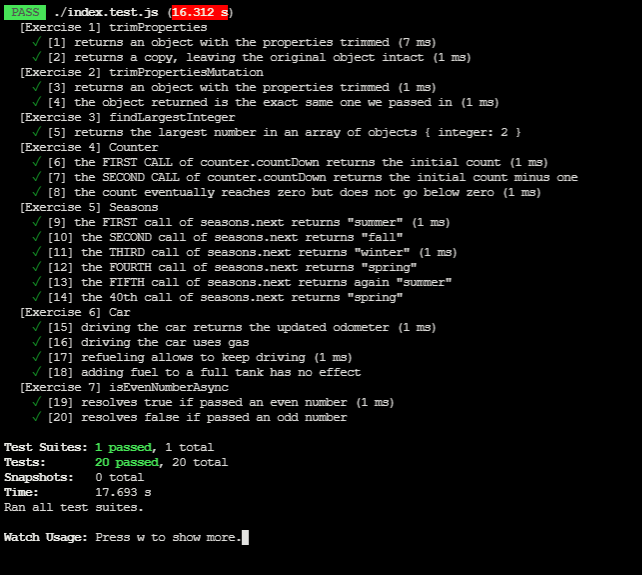 PASS ./index.test.js (16.312 s)
[Exercise 1] trimProperties
✓ [1] returns an object with the properties trimmed (7 ms)
✓ [2] returns a copy, leaving the original object intact (1 ms)
[Exercise 2] trimPropertiesMutation
✓ [3] returns an object with the properties trimmed (1 ms)
✓ [4] the object returned is the exact same one we passed in (1 ms)
[Exercise 3] findLargestInteger
✓ [5] returns the largest number in an array of objects { integer: 2 }
[Exercise 4] Counter
✓ [6] the FIRST CALL of counter.countDown returns the initial count (1 ms)
✓ [7] the SECOND CALL of counter.countDown returns the initial count minus one
✓ [8] the count eventually reaches zero but does not go below zero (1 ms)
[Exercise 5] Seasons
✓ [9] the FIRST call of seasons.next returns "summer" (1 ms)
✓ [10] the SECOND call of seasons.next returns "fall"
✓ [11] the THIRD call of seasons.next returns "winter" (1 ms)
✓ [12] the FOURTH call of seasons.next returns "spring"
✓ [13] the FIFTH call of seasons.next returns again "summer"
✓ [14] the 40th call of seasons.next returns "spring"
[Exercise 6] Car
✓ [15] driving the car returns the updated odometer (1 ms)
✓ [16] driving the car uses gas
✓ [17] refueling allows to keep driving (1 ms)
✓ [18] adding fuel to a full tank has no effect
[Exercise 7] isEvenNumberAsync
✓ [19] resolves true if passed an even number (1 ms)
✓ [20] resolves false if passed an odd number
Test Suites: 1 passed, 1 total
Tests: 20 passed, 20 total
Snapshots: 0 total
Time: 17.693 s
Ran all test suites.
Watch Usage: Press w to show more.